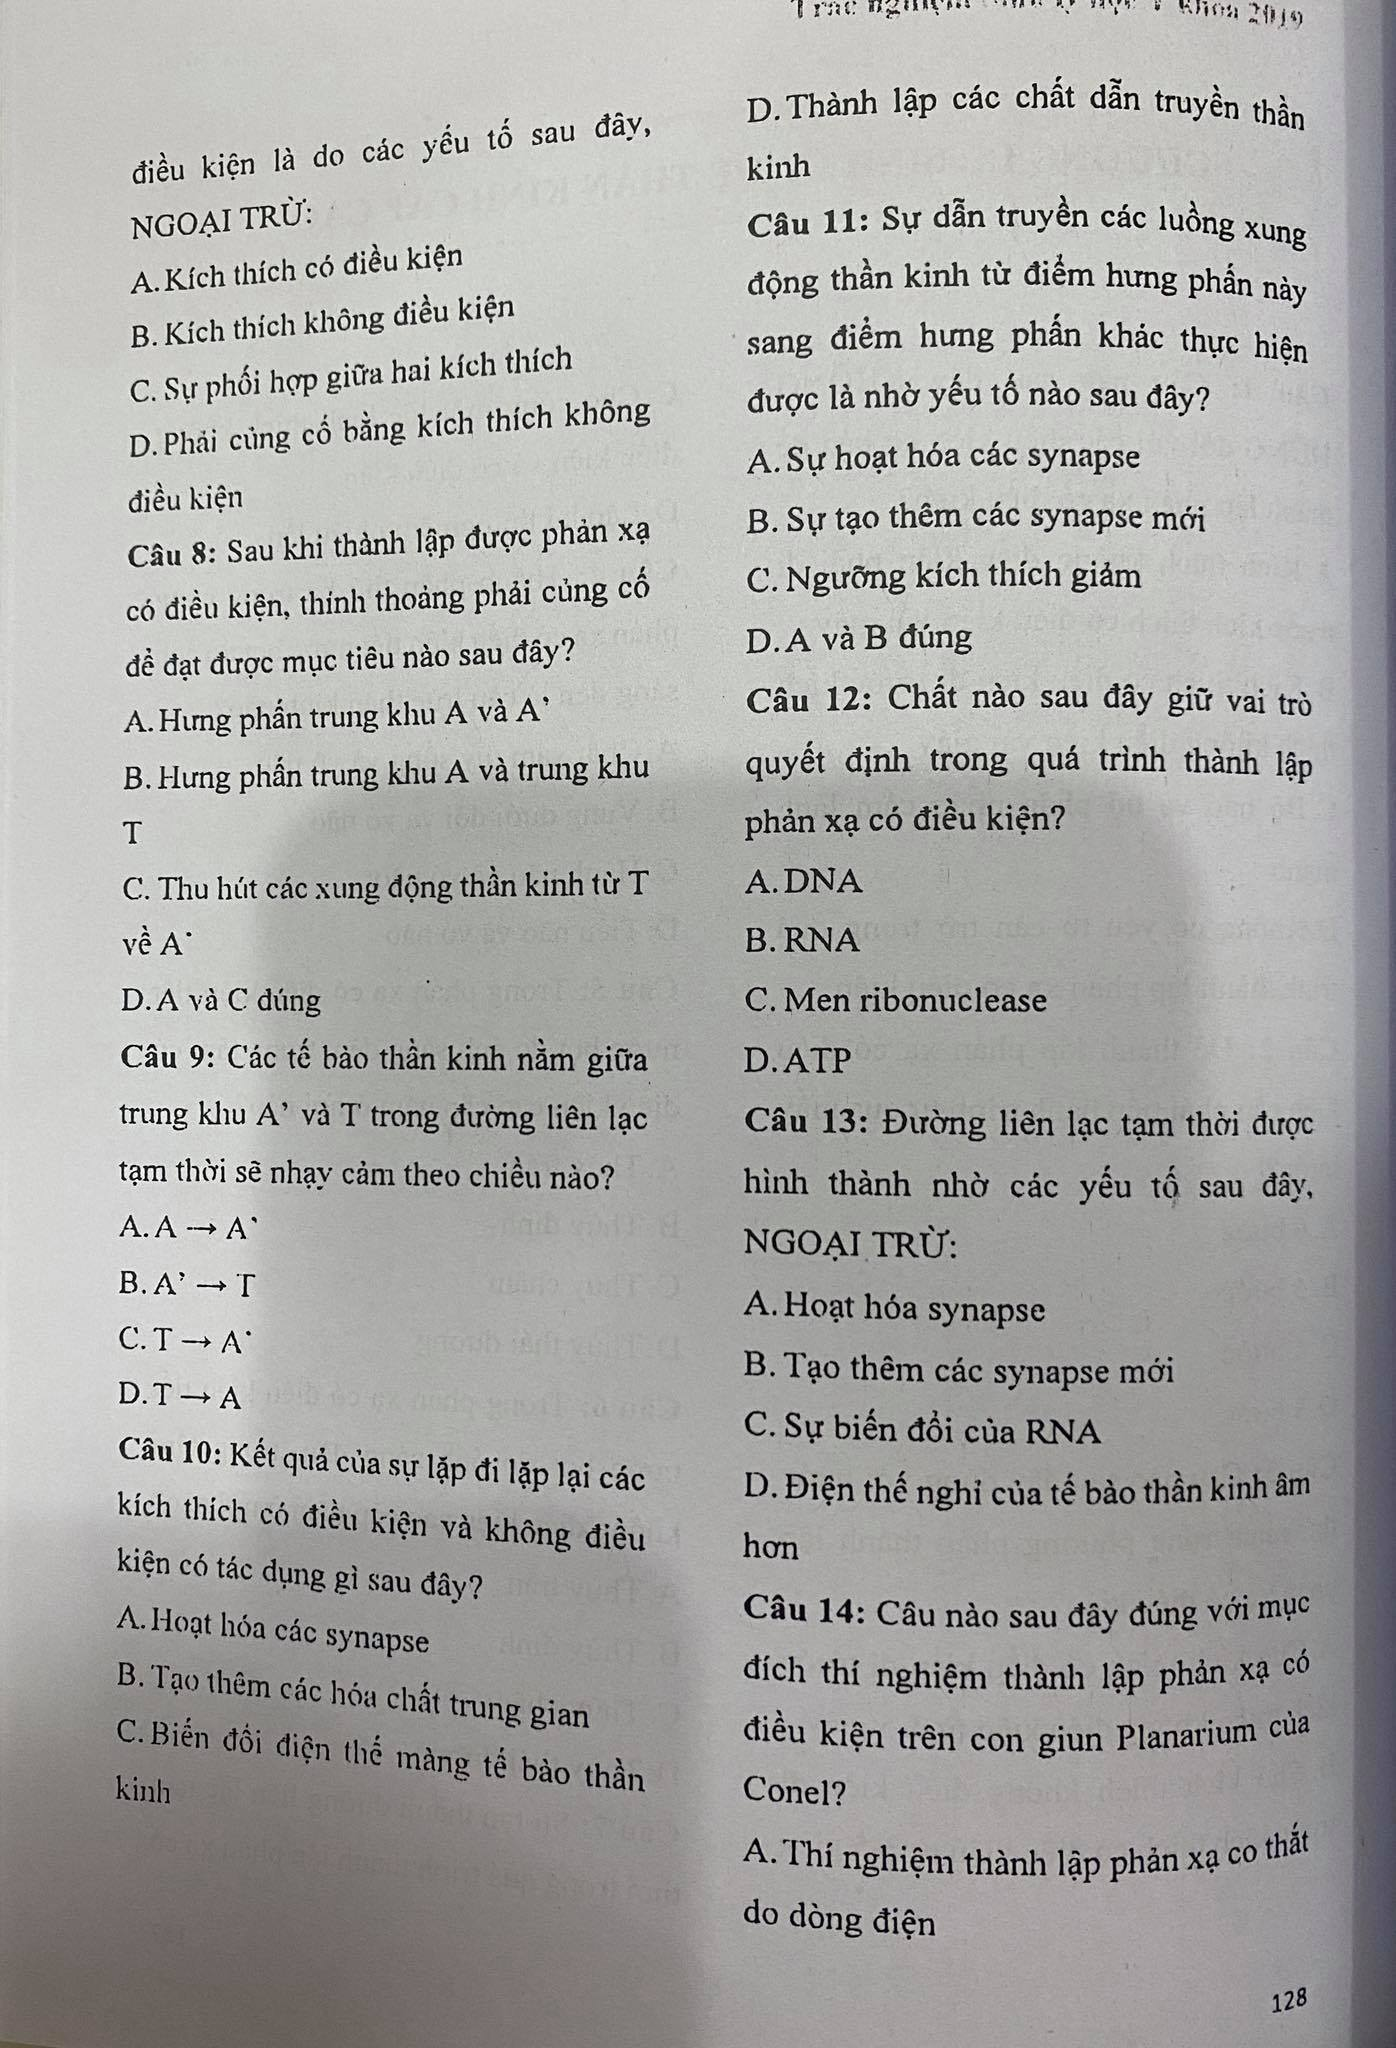 Trắc nghiệm học Y khoa 2019
điều kiện là do các yếu tố sau đây,
NGOẠI TRỪ:
A. Kích thích có điều kiện
B. Kích thích không điều kiện
C. Sự phối hợp giữa hai kích thích
D. Phải củng cố bằng kích thích không
điều kiện
Câu 8: Sau khi thành lập được phản xạ
có điều kiện, thỉnh thoảng phải củng cố
để đạt được mục tiêu nào sau đây?
A. Hưng phấn trung khu A và A’
B. Hưng phấn trung khu A và trung khu
T
C. Thu hút các xung động thần kinh từ T
về A’
D. A và C đúng
Câu 9: Các tế bào thần kinh nằm giữa
trung khu A’ và T trong đường liên lạc
tạm thời sẽ nhạy cảm theo chiều nào?
A. A → A’
B. A’ → T
C. T → A’
D. T → A
Câu 10: Kết quả của sự lặp đi lặp lại các
kích thích có điều kiện và không điều
kiện có tác dụng gì sau đây?
A. Hoạt hóa các synapse
B. Tạo thêm các hóa chất trung gian
C. Biến đổi điện thế màng tế bào thần
kinh
D. Thành lập các chất dẫn truyền thần
kinh
Câu 11: Sự dẫn truyền các luồng xung
động thần kinh từ điểm hưng phấn này
sang điểm hưng phấn khác thực hiện
được là nhờ yếu tố nào sau đây?
A. Sự hoạt hóa các synapse
B. Sự tạo thêm các synapse mới
C. Ngưỡng kích thích giảm
D. A và B đúng
Câu 12: Chất nào sau đây giữ vai trò
quyết định trong quá trình thành lập
phản xạ có điều kiện?
A. DNA
B. RNA
C. Men ribonuclease
D. ATP
Câu 13: Đường liên lạc tạm thời được
hình thành nhờ các yếu tố sau đây,
NGOẠI TRỪ:
A. Hoạt hóa synapse
B. Tạo thêm các synapse mới
C. Sự biến đổi của RNA
D. Điện thế nghỉ của tế bào thần kinh âm
hơn
Câu 14: Câu nào sau đây đúng với mục
đích thí nghiệm thành lập phản xạ có
điều kiện trên con giun Planarium của
Conel?
A. Thí nghiệm thành lập phản xạ co thắt
do dòng điện
128